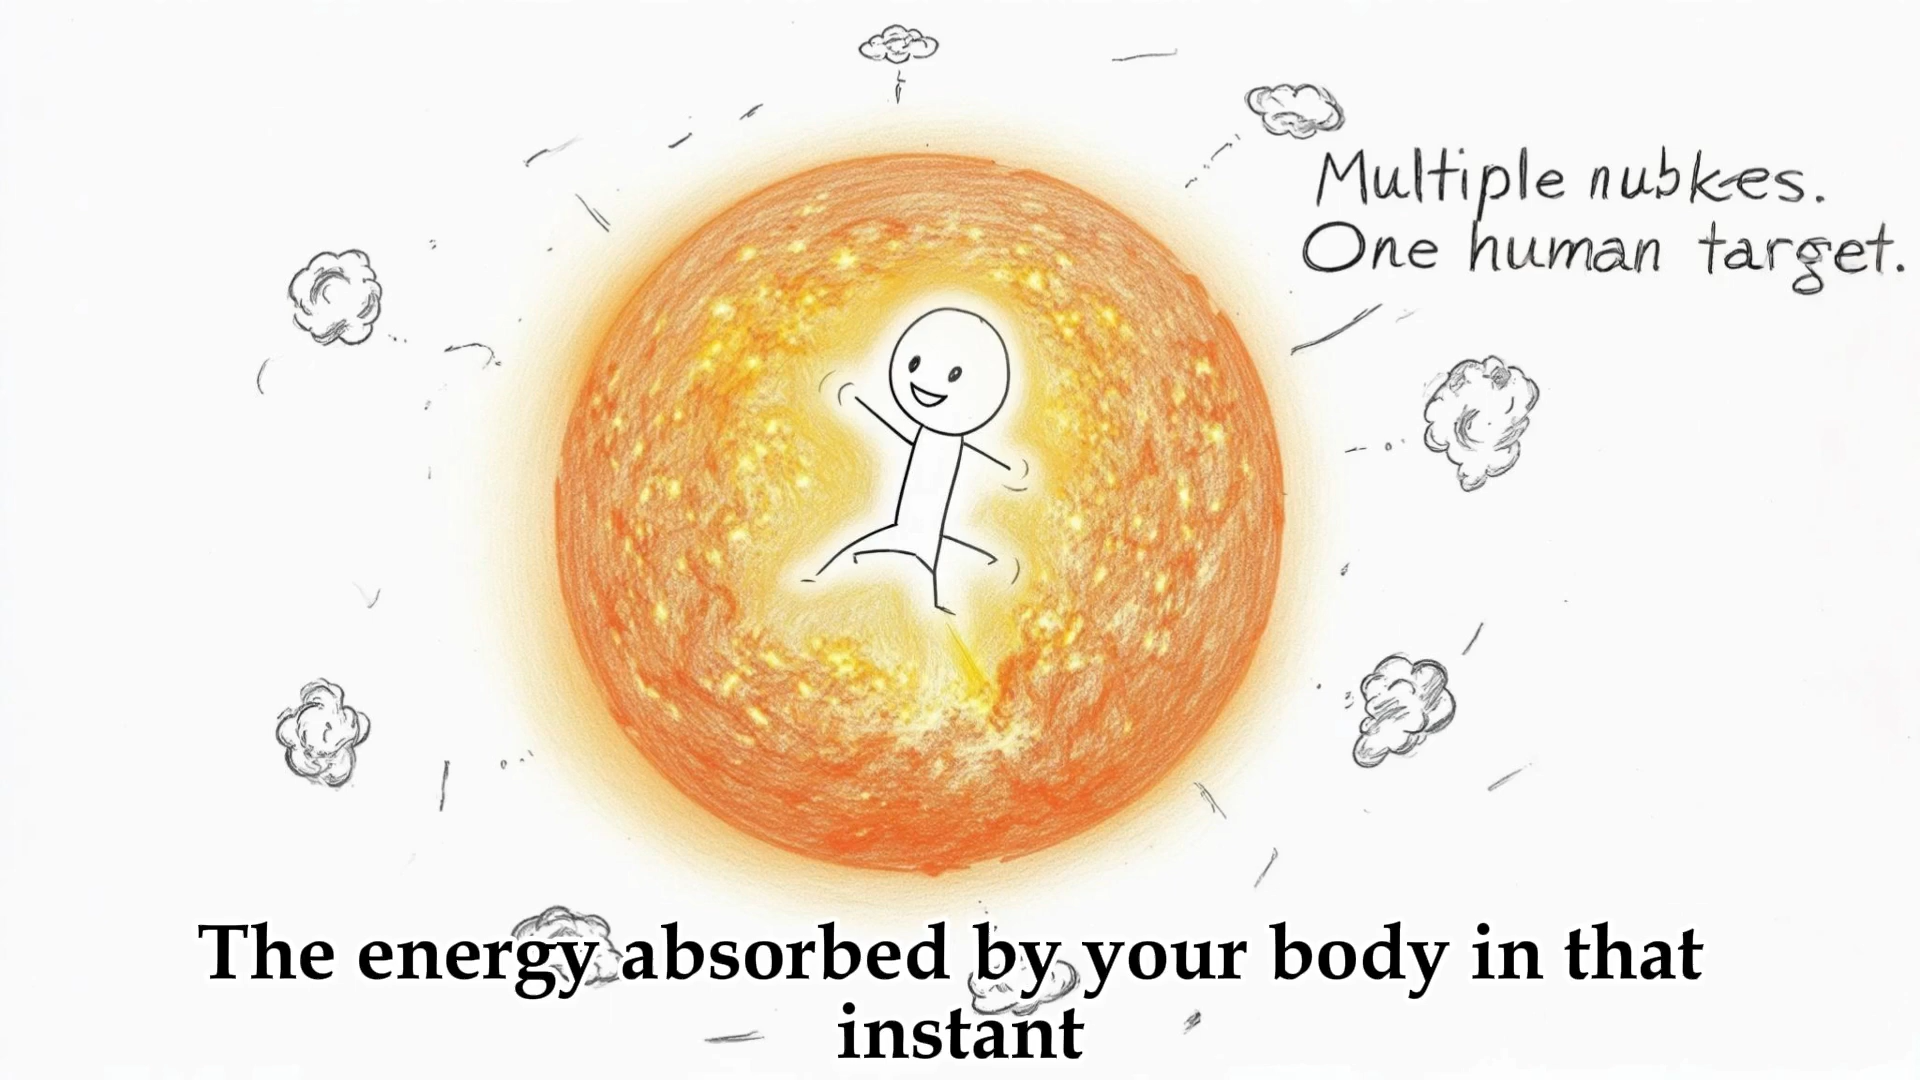 Multiple nubkes.
One human target.
The energy absorbed by your body in that
instant